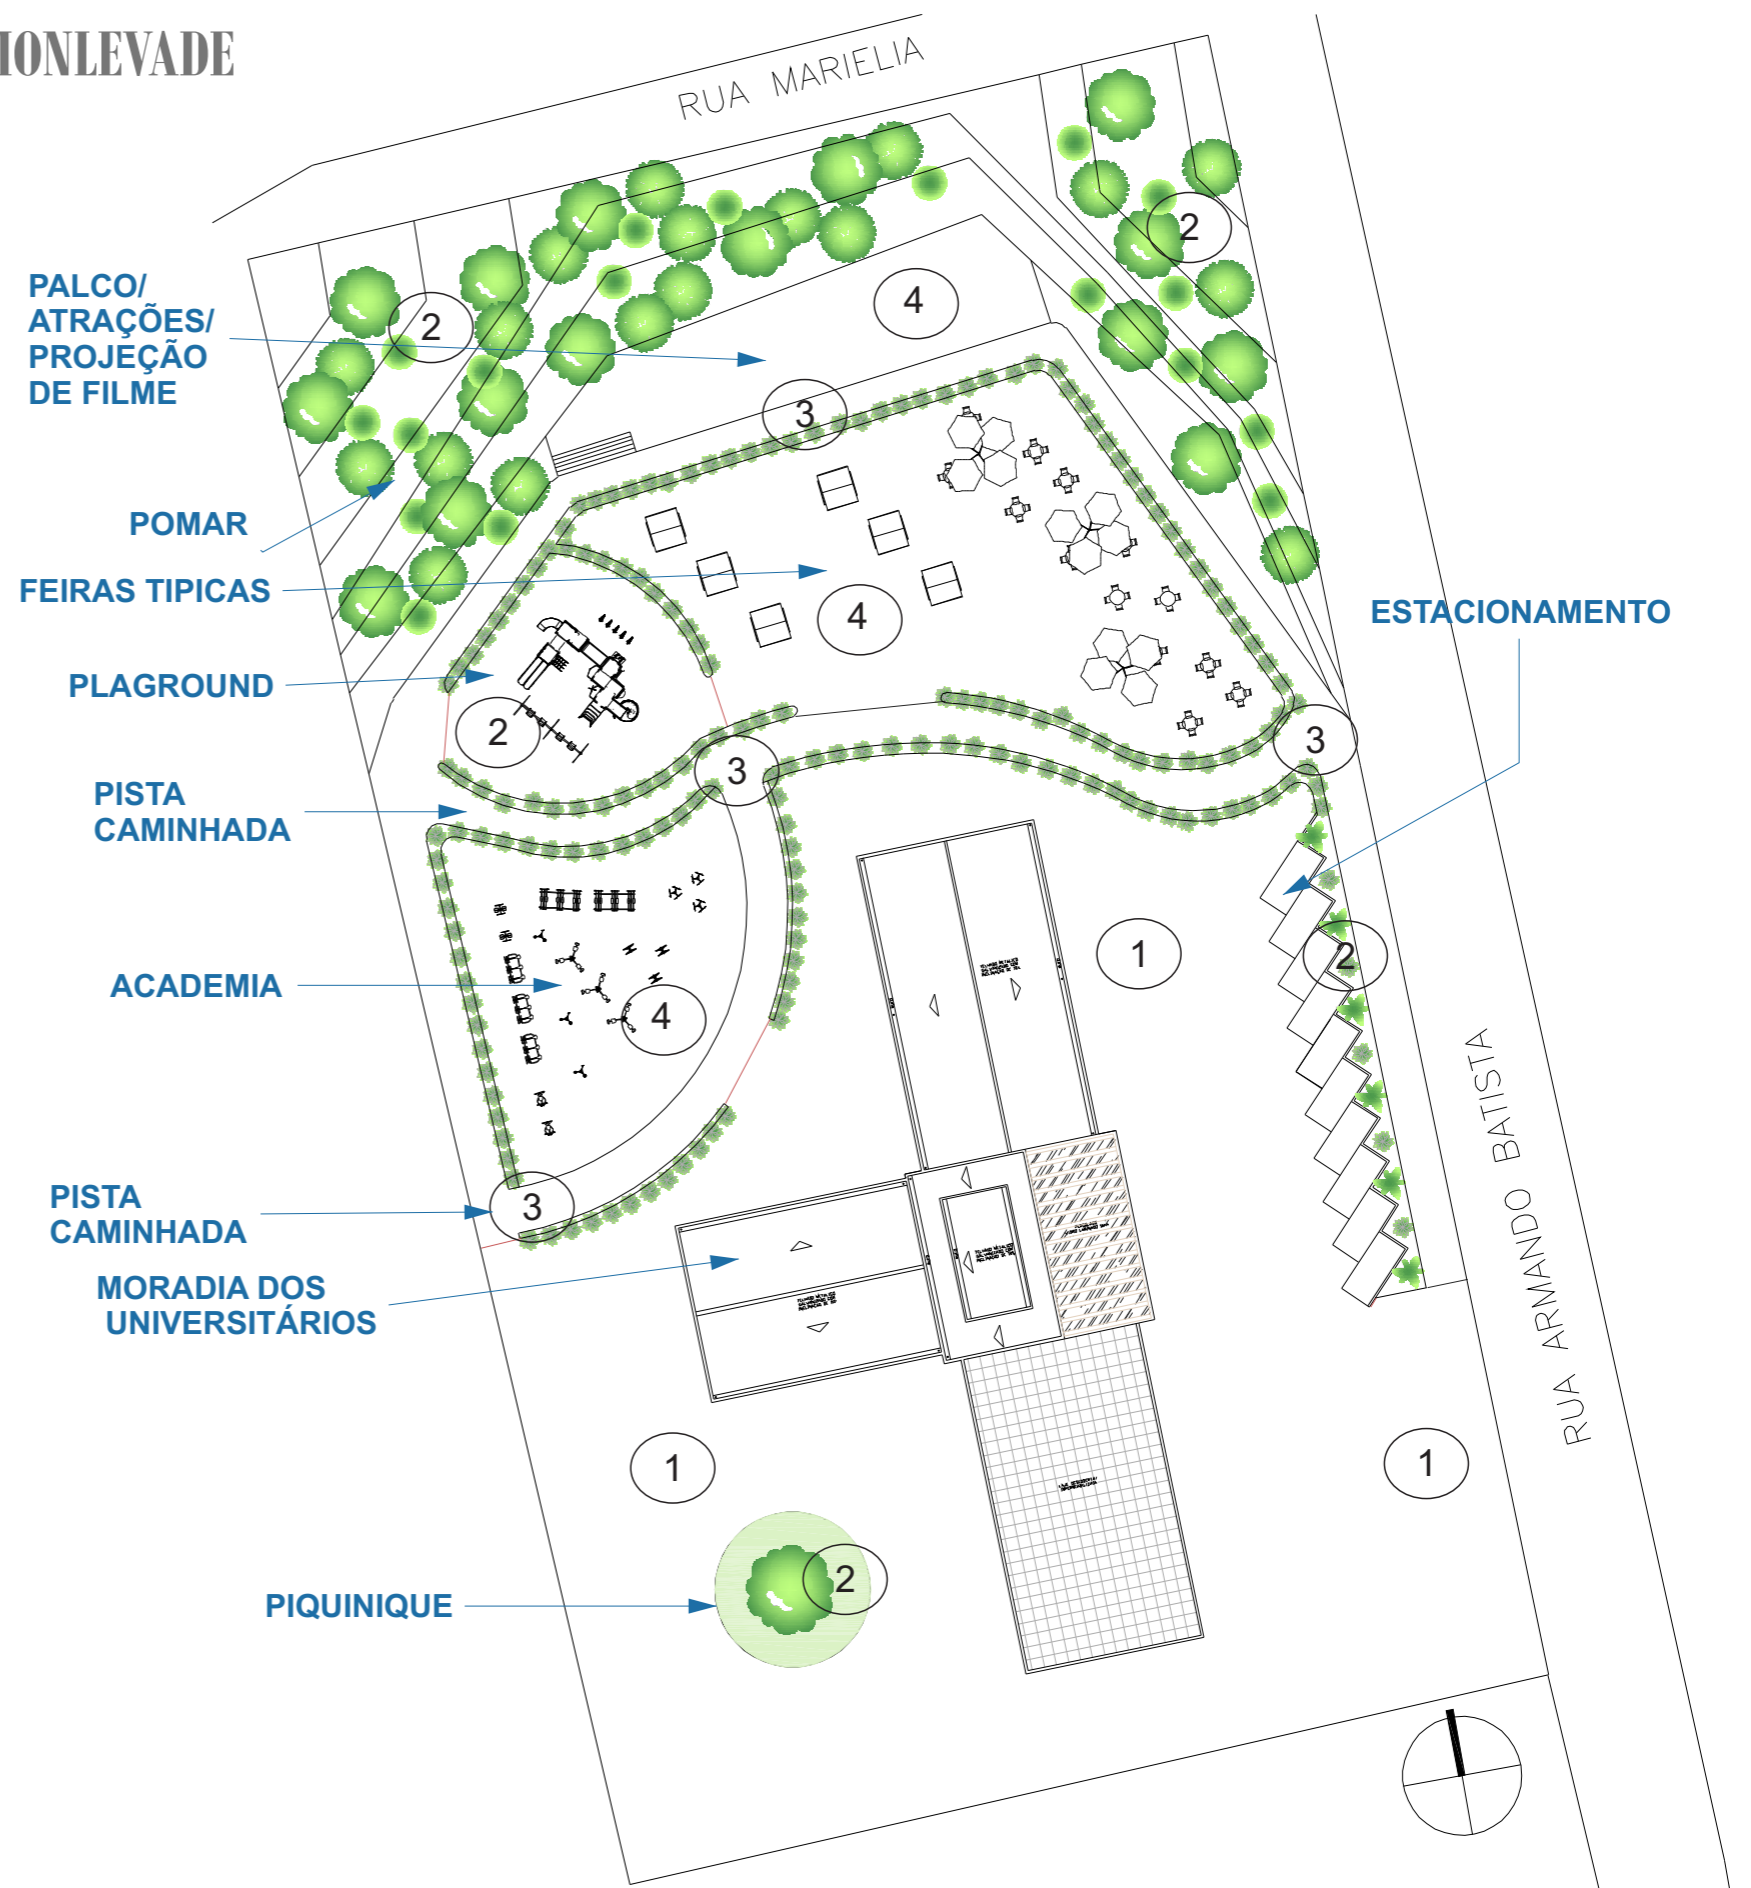 IONLEVADE
RUA MARIELIA
2
2
PALCO/
ATRAÇÕES/
PROJEÇÃO
DE FILME
4
3
POMAR
FEIRAS TIPICAS
4
ESTACIONAMENTO
PLAGROUND
2
3
3
PISTA
CAMINHADA
1
2
ACADEMIA
4
PISTA
CAMINHADA
3
MORADIA DOS
UNIVERSITÁRIOS
RUA ARMANDO BATISTA
1
1
2
PIQUINIQUE